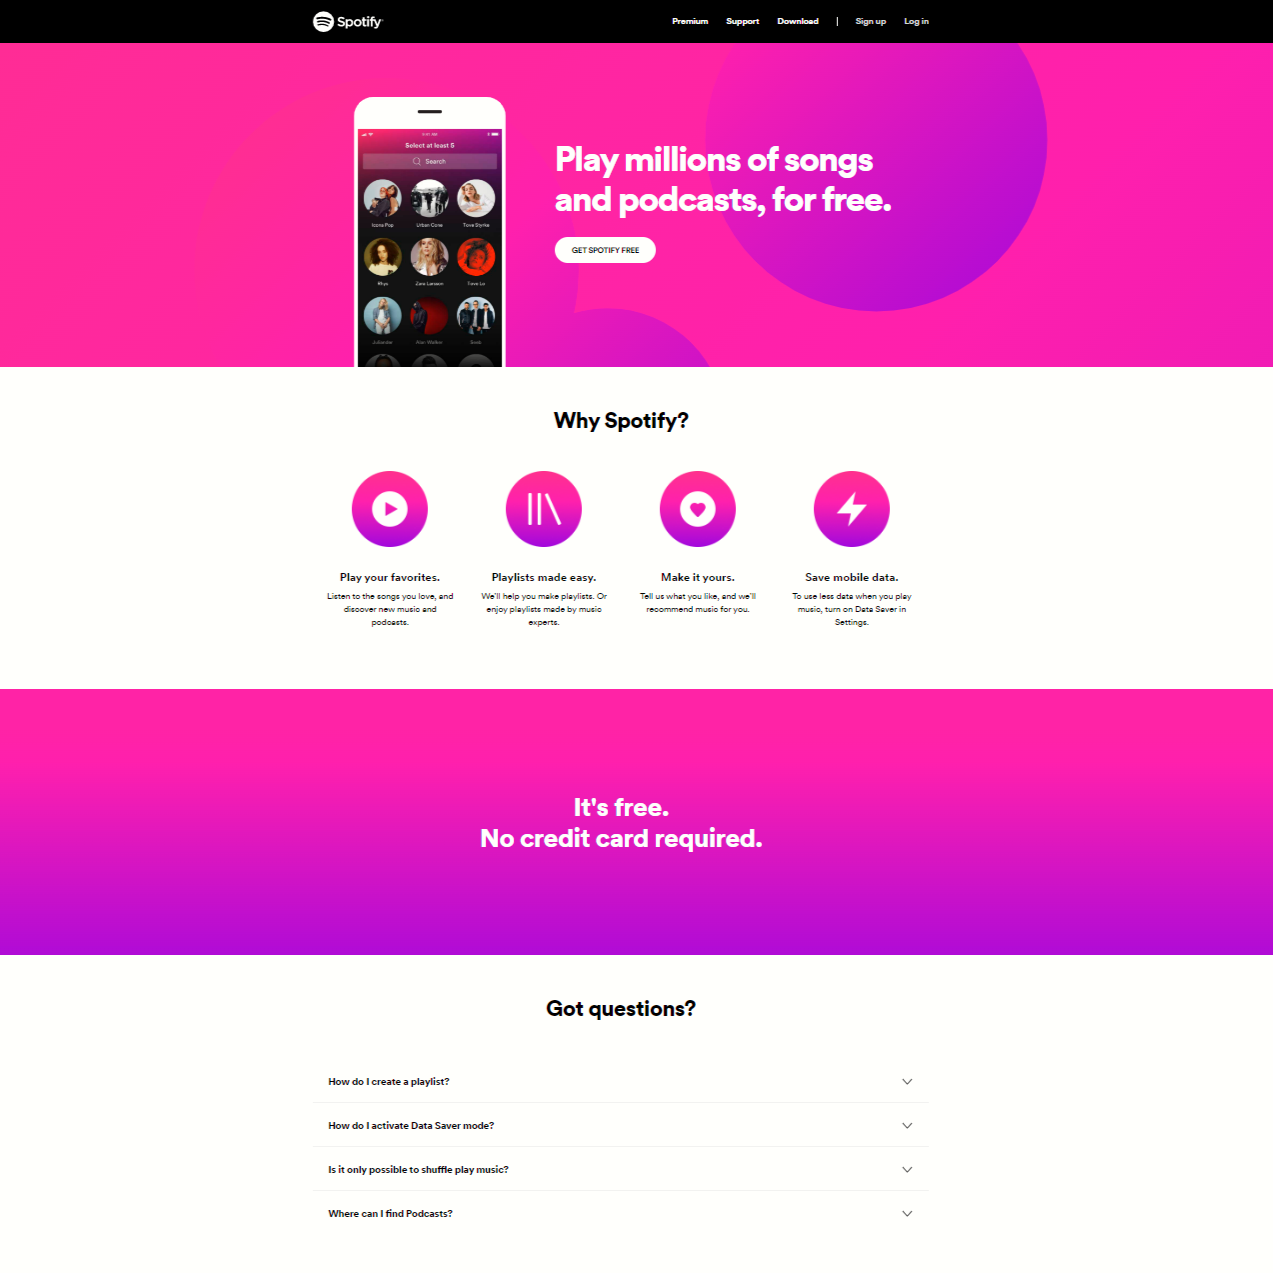 Spotify
Premium Support Download | Sign up Log in
9:41 AM
Select at least 5
Search
Icona Pop Urban Cone Tove Styrke
Rhys Zara Larsson Tove Lo
Juliander Alan Walker Seeb
Play millions of songs
and podcasts, for free.
GET SPOTIFY FREE
Why Spotify?
Play your favorites.
Listen to the songs you love, and
discover new music and
podcasts.
Playlists made easy.
We'll help you make playlists. Or
enjoy playlists made by music
experts.
Make it yours.
Tell us what you like, and we'll
recommend music for you.
Save mobile data.
To use less data when you play
music, turn on Data Saver in
Settings.
It's free.
No credit card required.
Got questions?
How do I create a playlist?
How do I activate Data Saver mode?
Is it only possible to shuffle play music?
Where can I find Podcasts?